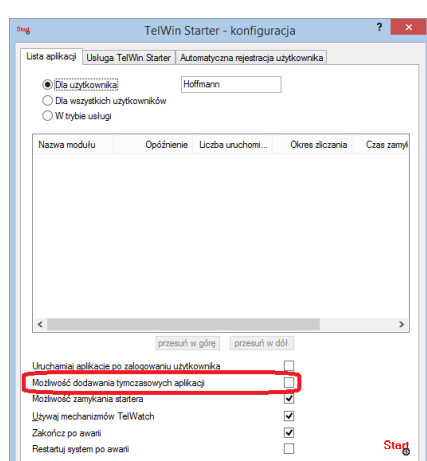 Start
TelWin Starter - konfiguracja
?
Lista aplikacji
Usługa TelWin Starter
Automatyczna rejestracja użytkownika
Dla użytkownika
Hoffmann
Dla wszystkich użytkowników
W trybie usługi
Nazwa modułu
Opóźnienie
Liczba uruchomi...
Okres zliczania
Czas zamyk
przesuń w górę
przesuń w dół
Uruchamiaj aplikacje po zalogowaniu użytkownika
Możliwość dodawania tymczasowych aplikacji
Możliwość zamykania startera
Używaj mechanizmów TelWatch
Zakończ po awarii
Restartuj system po awarii
Start